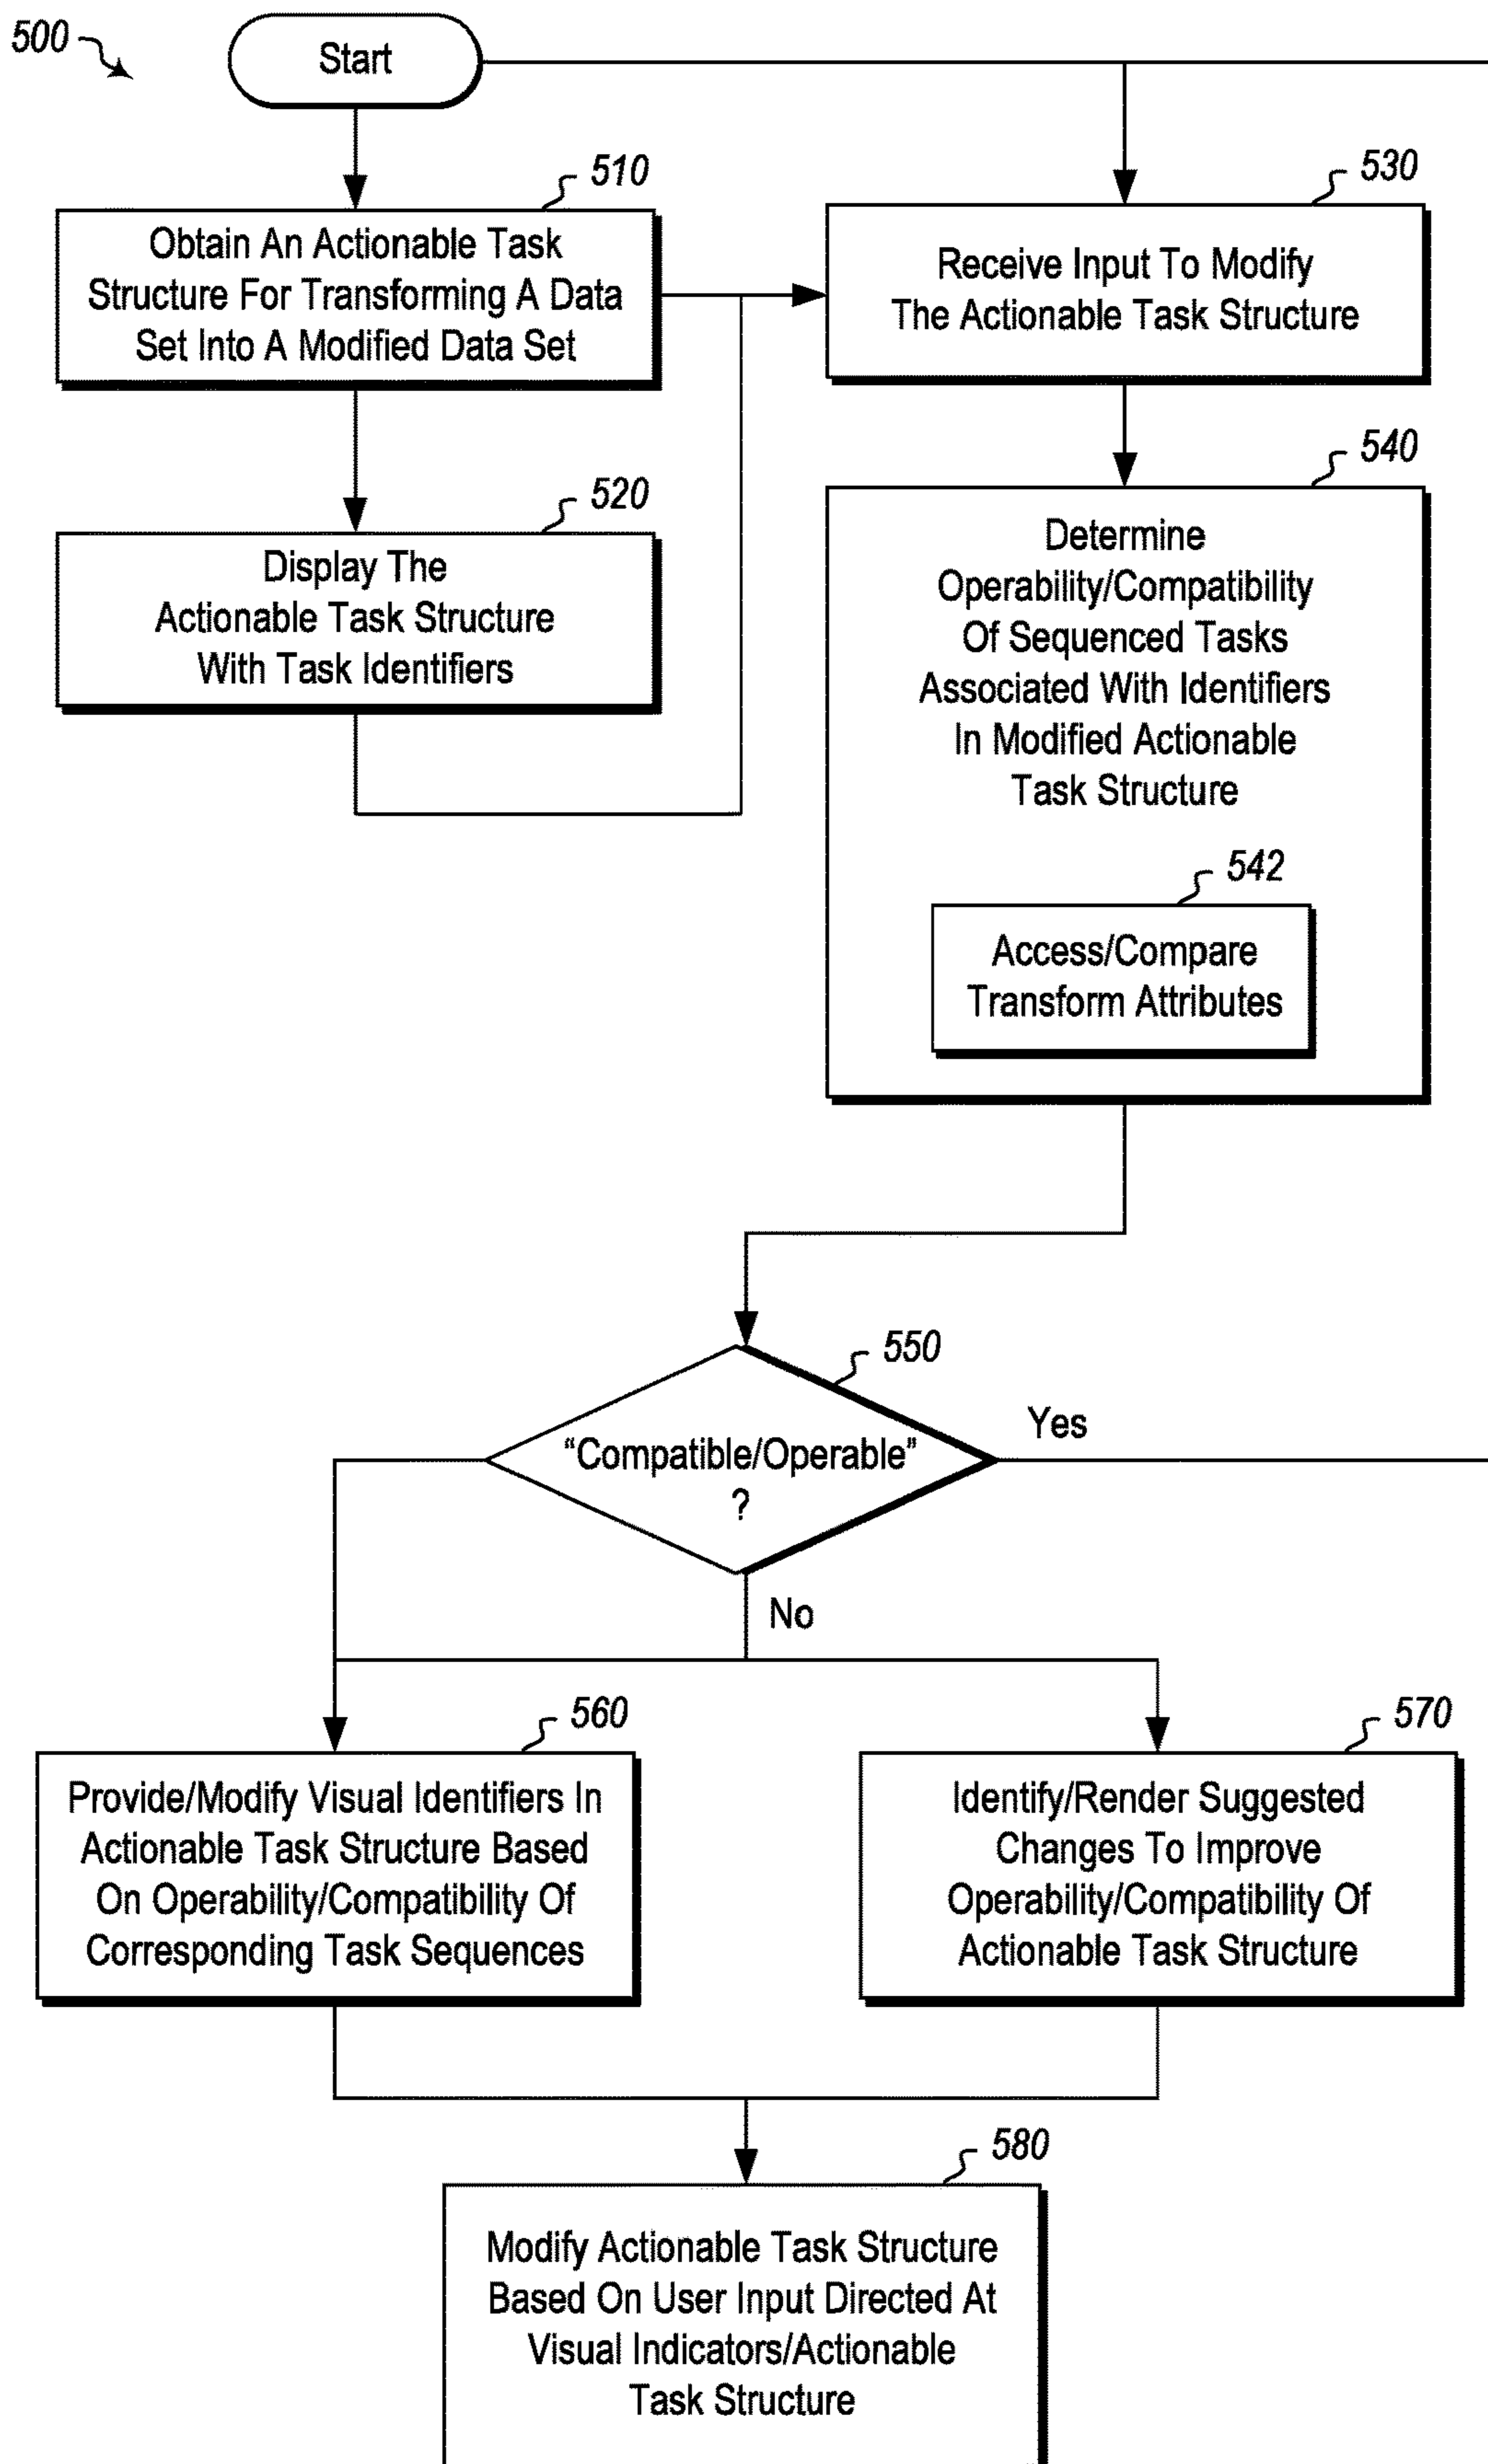 500
Start
510
Obtain An Actionable Task
Structure For Transforming A Data
Set Into A Modified Data Set
520
Display The
Actionable Task Structure
With Task Identifiers
530
Receive Input To Modify
The Actionable Task Structure
540
Determine
Operability/Compatibility
Of Sequenced Tasks
Associated With Identifiers
In Modified Actionable
Task Structure
542
Access/Compare
Transform Attributes
550
“Compatible/Operable”
?
Yes
No
560
Provide/Modify Visual Identifiers In
Actionable Task Structure Based
On Operability/Compatibility Of
Corresponding Task Sequences
570
Identify/Render Suggested
Changes To Improve
Operability/Compatibility Of
Actionable Task Structure
580
Modify Actionable Task Structure
Based On User Input Directed At
Visual Indicators/Actionable
Task Structure